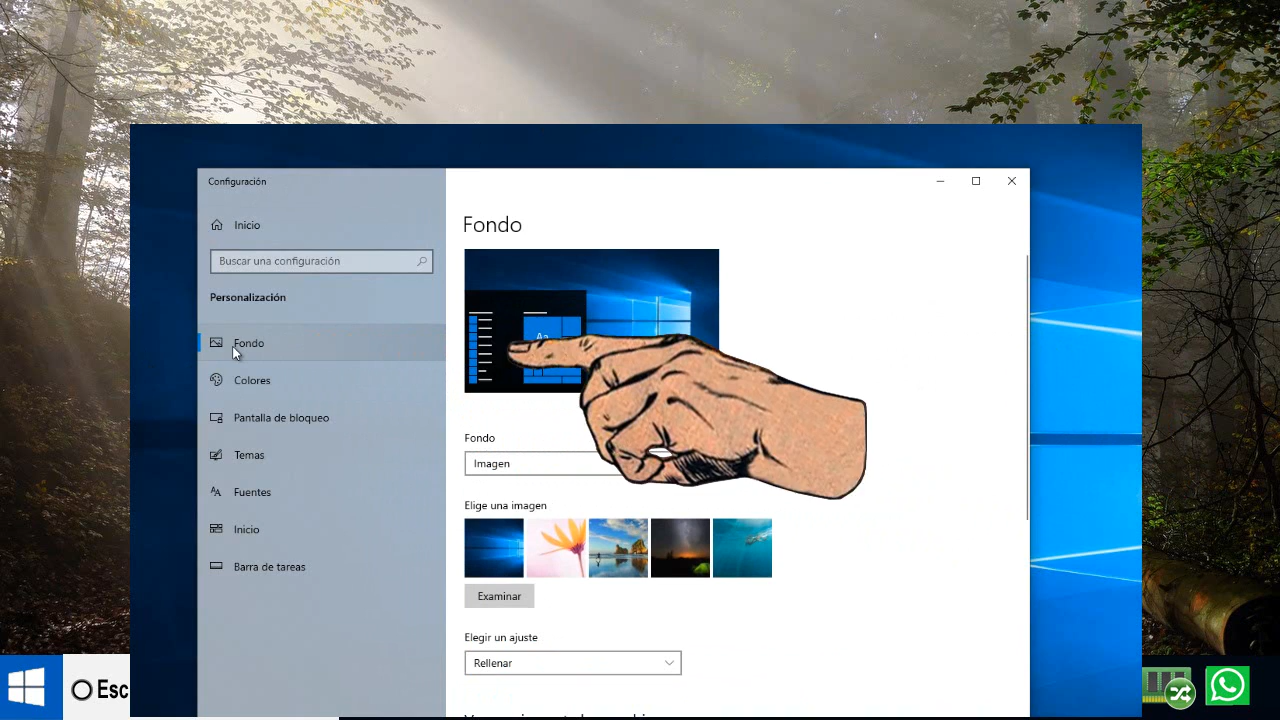 Configuración
Inicio
Buscar una configuración
Personalización
Fondo
Colores
Pantalla de bloqueo
Temas
Fuentes
Inicio
Barra de tareas
Fondo
Aa
Fondo
Imagen
Elige una imagen
Examinar
Elegir un ajuste
Rellenar
Esc